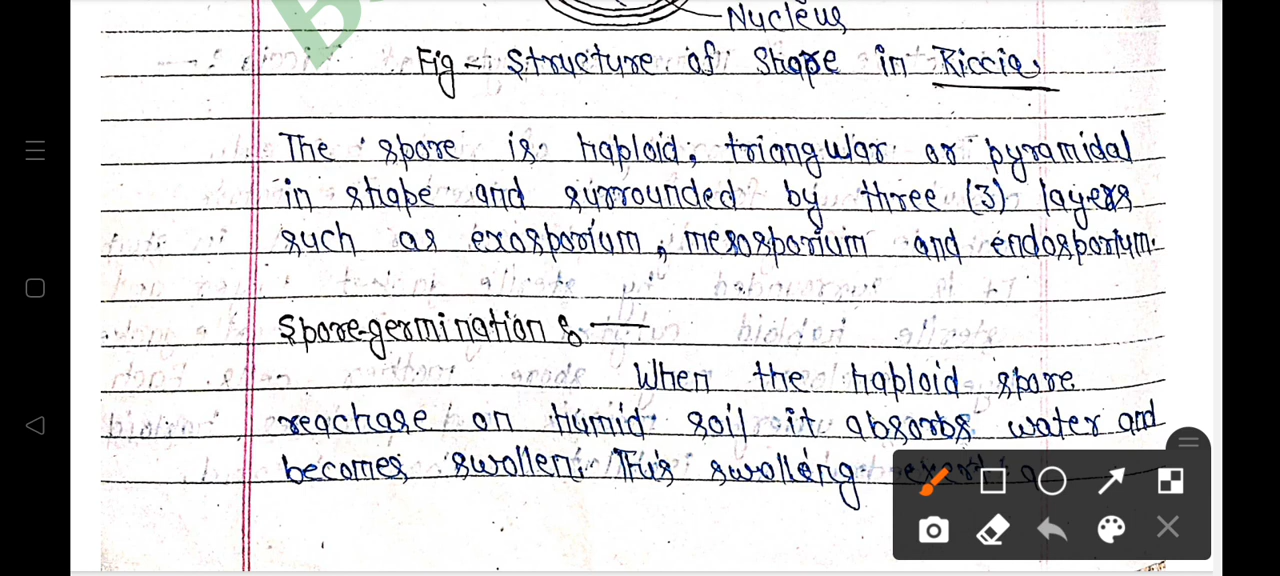 Nucleus
Fig - Structure of Shape in Riccia
The spore is haploid, triangular or pyramidal
in shape and surrounded by three (3) layers
such as exosporium, mesosporium and endosporium.
Spore-germination :-
When the haploid spore
reachase on humid soil it absorbs water and
becomes swollen. This swolleng